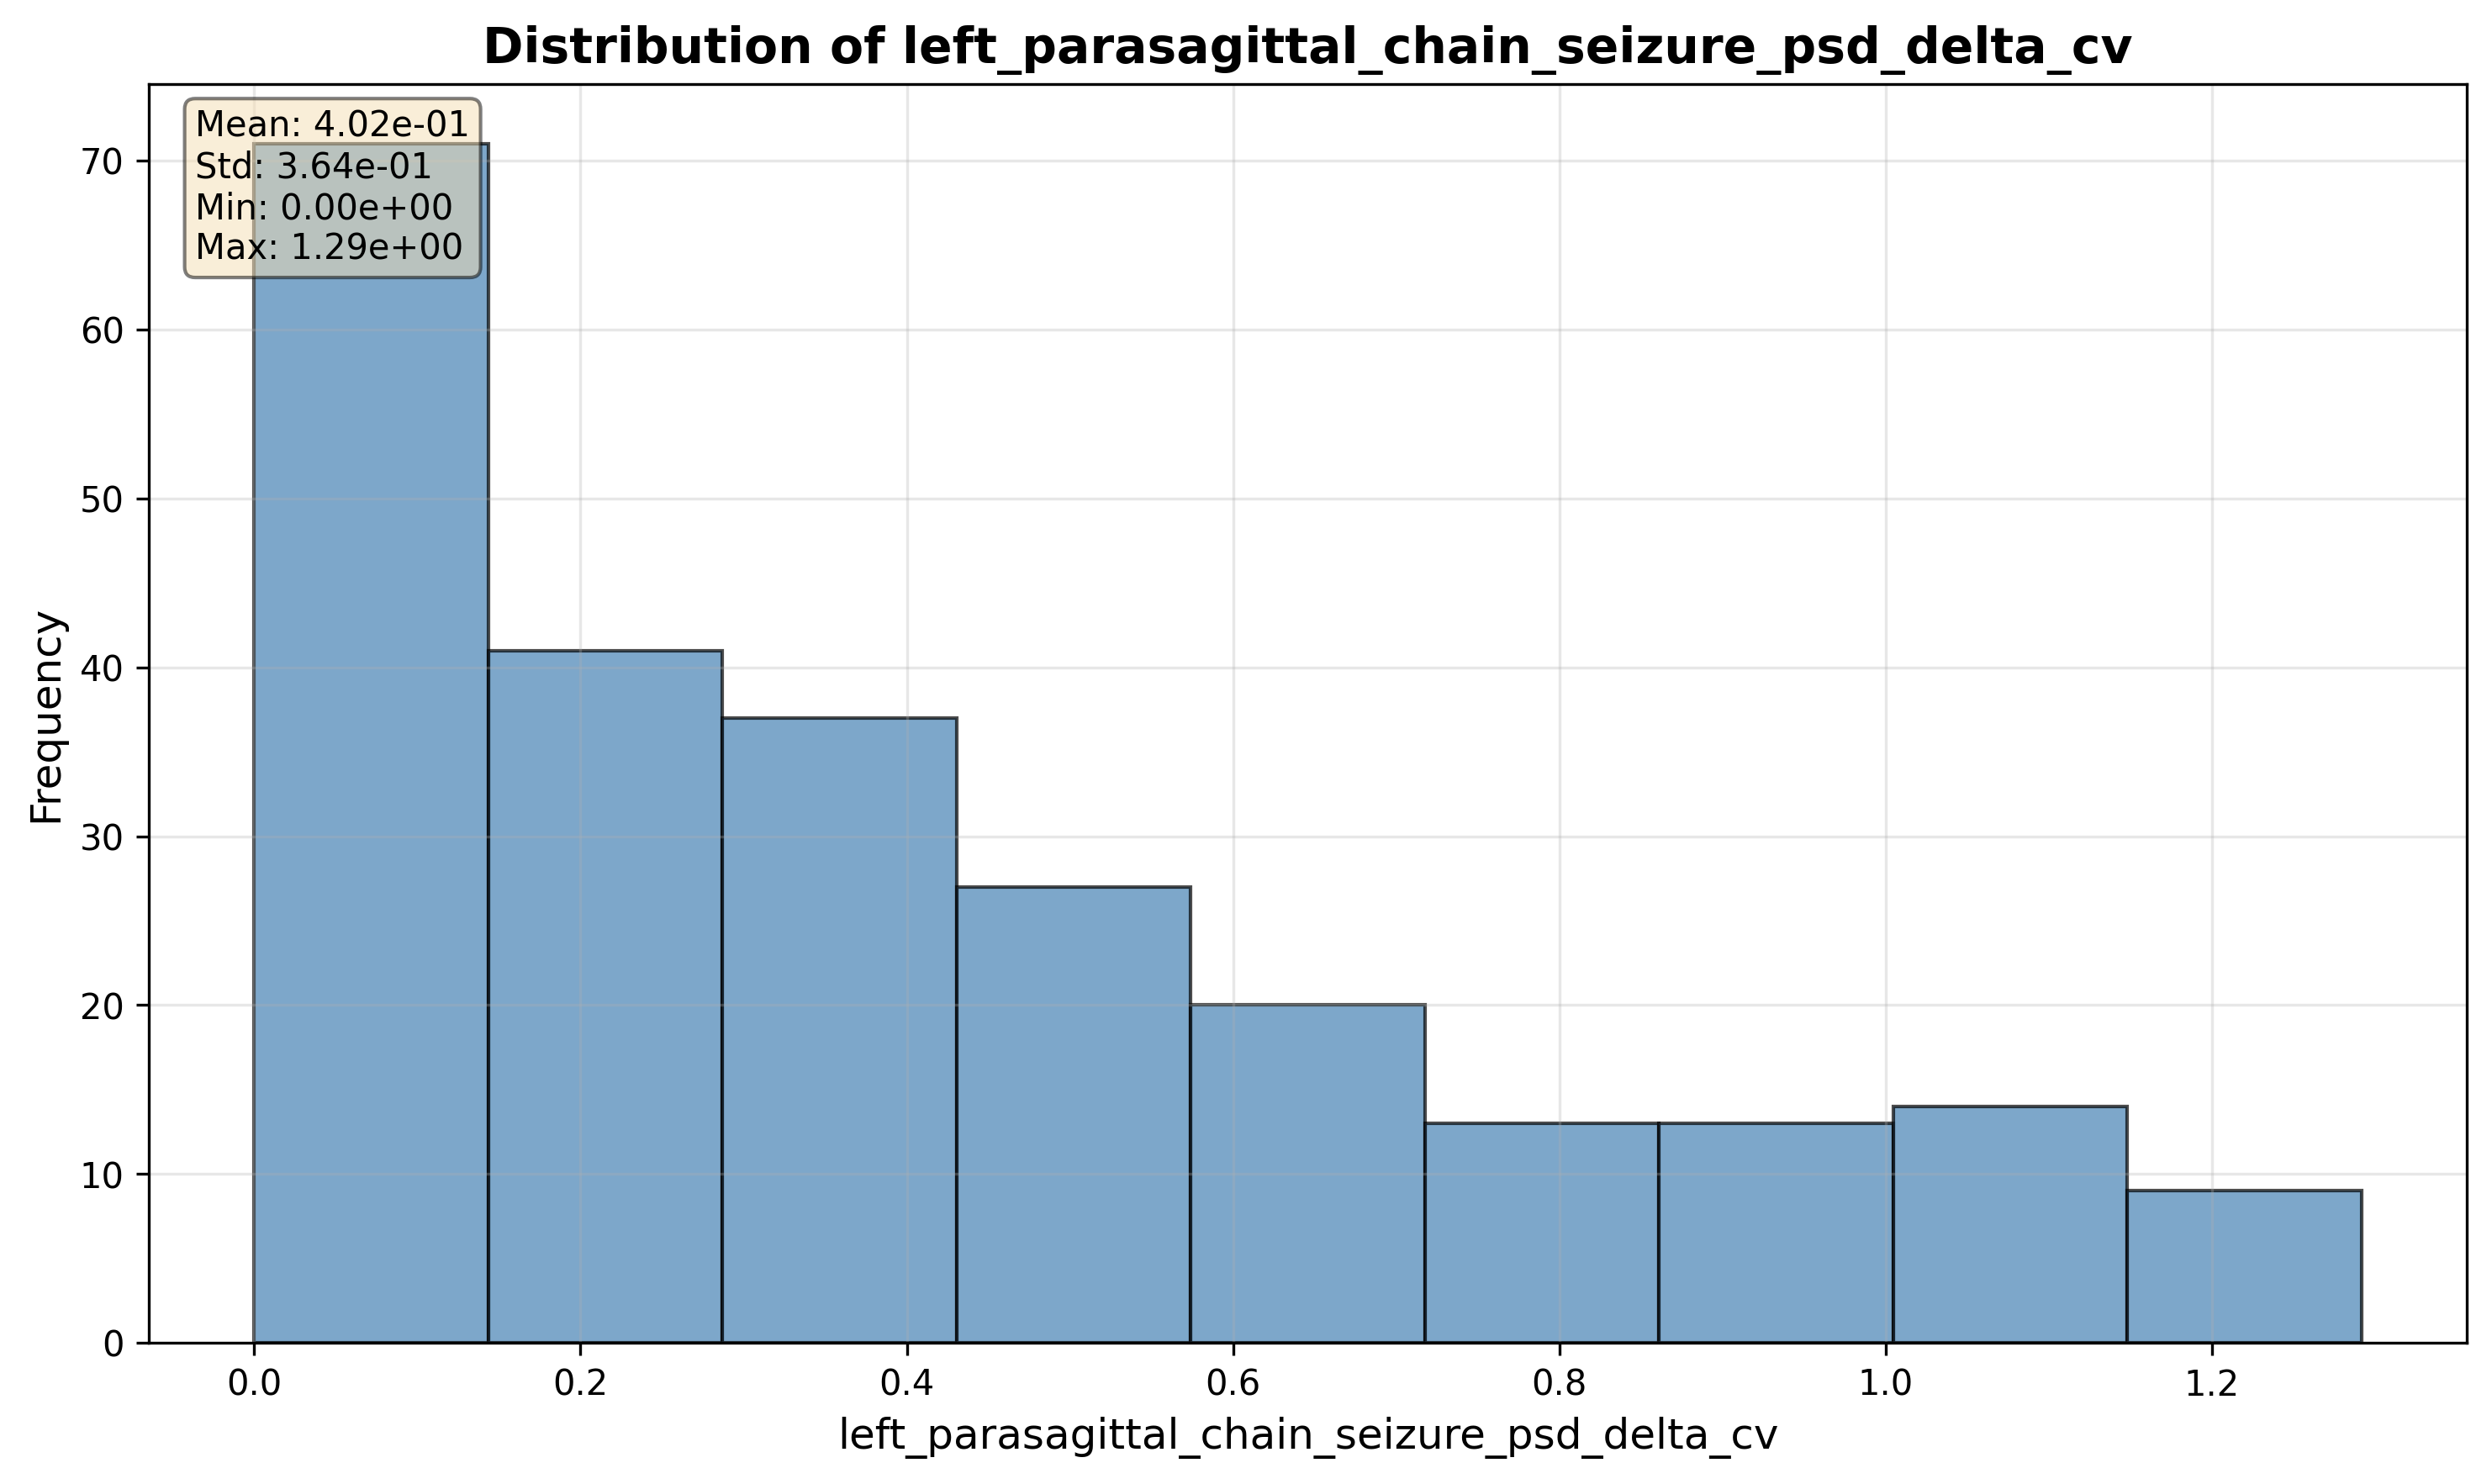 Distribution of left_parasagittal_chain_seizure_psd_delta_cv
Mean: 4.02e-01
Std: 3.64e-01
Min: 0.00e+00
Max: 1.29e+00
70
60
50
40
30
20
10
0
Frequency
0.0 0.2 0.4 0.6 0.8 1.0 1.2
left_parasagittal_chain_seizure_psd_delta_cv